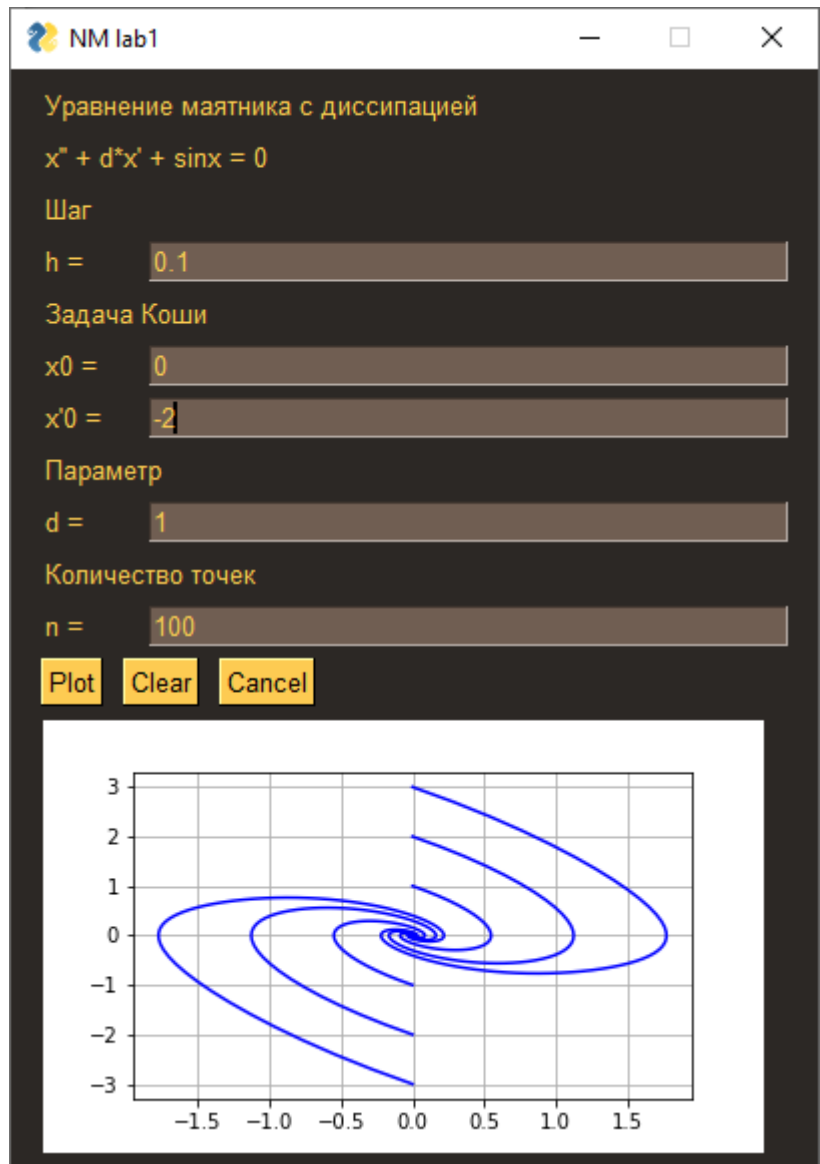 NM lab1
Уравнение маятника с диссипацией
x'' + d*x' + sinx = 0
Шаг
h = 0.1
Задача Коши
x0 = 0
x'0 = -2
Параметр
d = 1
Количество точек
n = 100
Plot Clear Cancel
3
2
1
0
−1
−2
−3
−1.5 −1.0 −0.5 0.0 0.5 1.0 1.5